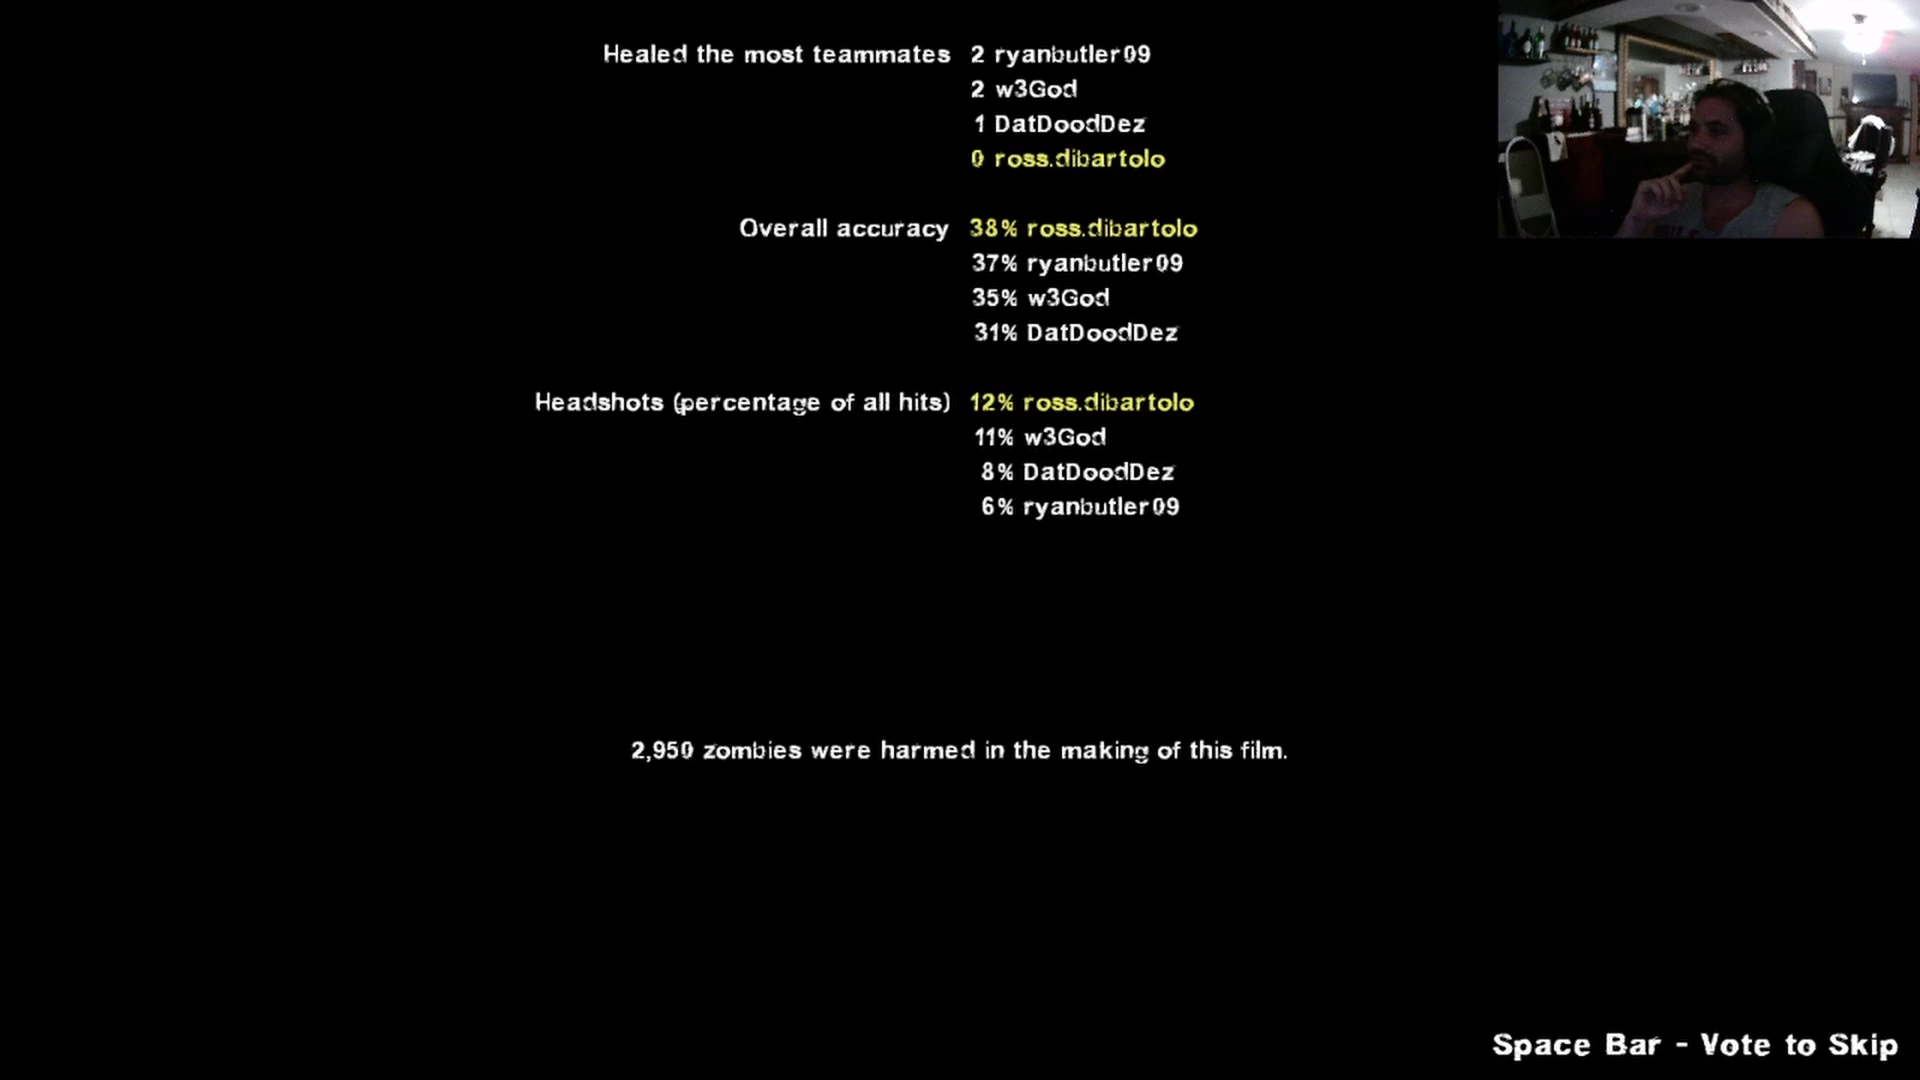 Healed the most teammates 2 ryanbutler09
2 w3God
1 DatDoodDez
0 ross.dibartolo
Overall accuracy 38% ross.dibartolo
37% ryanbutler09
35% w3God
31% DatDoodDez
Headshots (percentage of all hits) 12% ross.dibartolo
11% w3God
8% DatDoodDez
6% ryanbutler09
2,950 zombies were harmed in the making of this film.
Space Bar - Vote to Skip